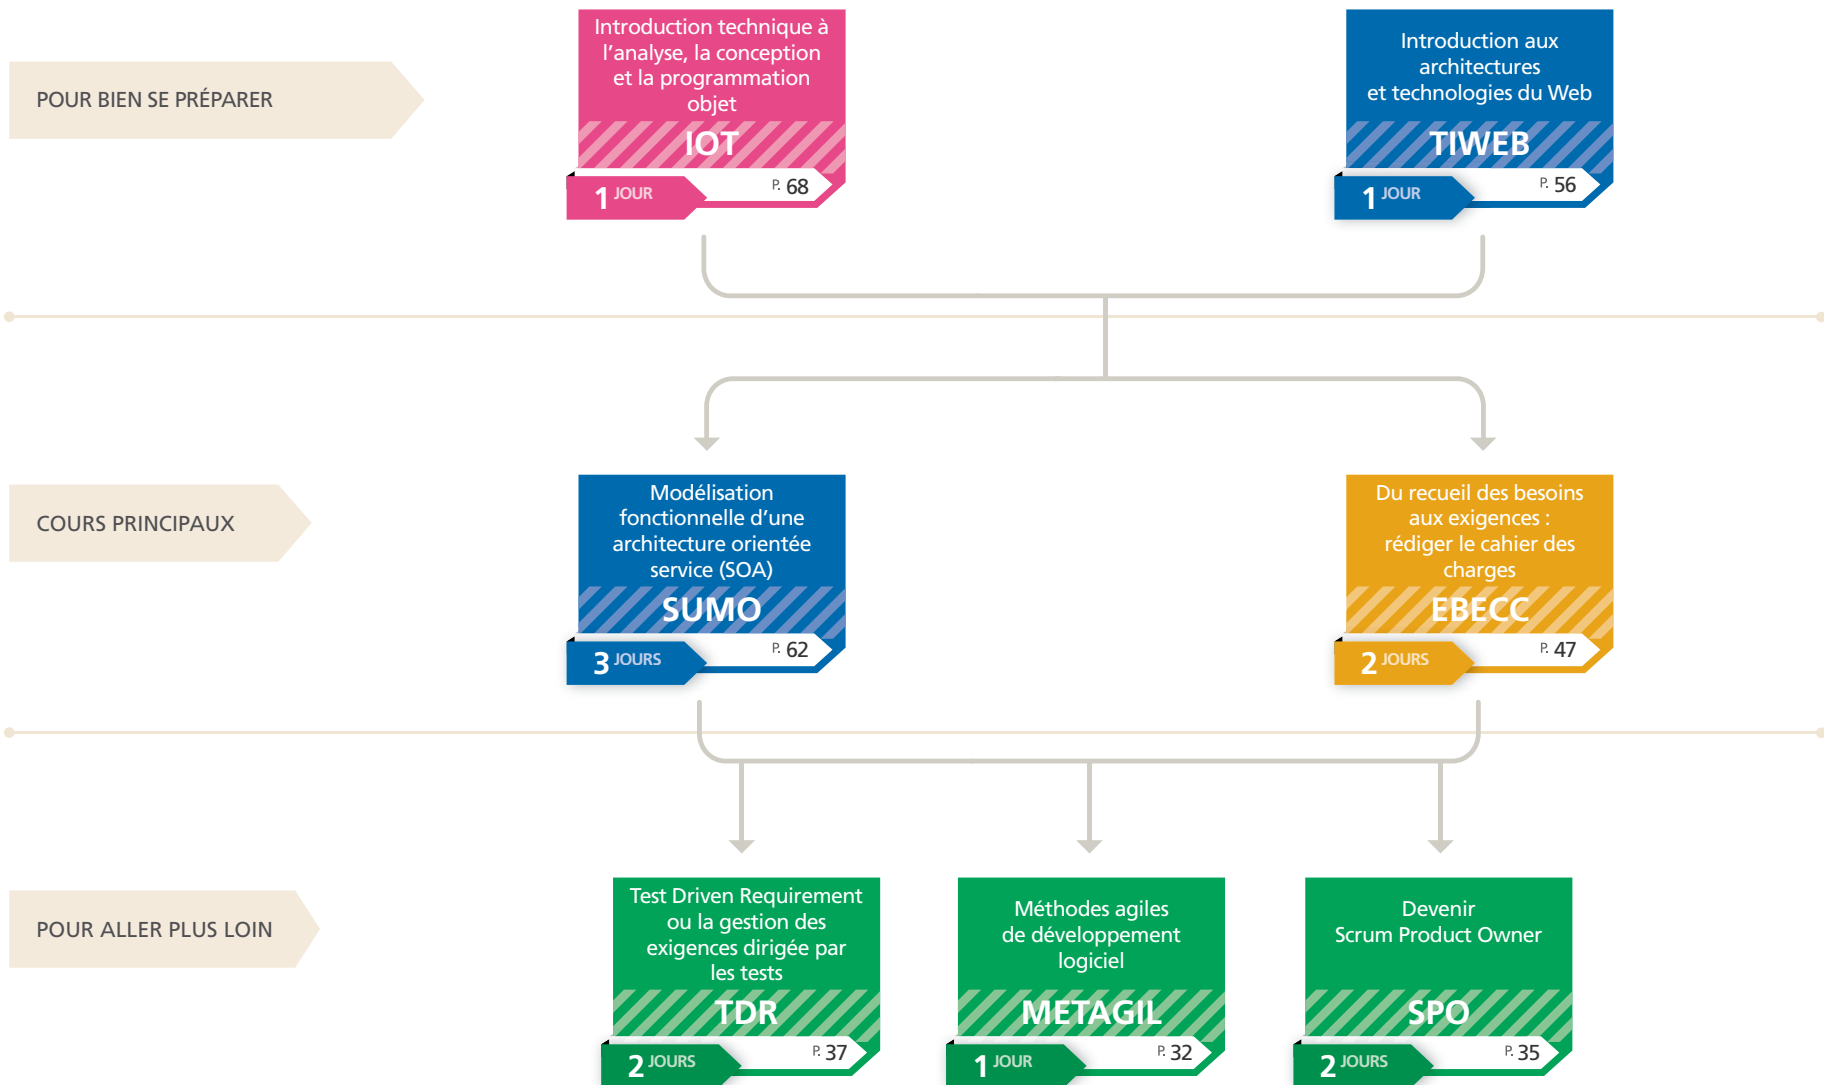 POUR BIEN SE PRÉPARER
Introduction technique à
l’analyse, la conception
et la programmation
objet
IOT
1 JOUR
P. 68
Introduction aux
architectures
et technologies du Web
TIWEB
1 JOUR
P. 56
COURS PRINCIPAUX
Modélisation
fonctionnelle d’une
architecture orientée
service (SOA)
SUMO
3 JOURS
P. 62
Du recueil des besoins
aux exigences :
rédiger le cahier des
charges
EBECC
2 JOURS
P. 47
POUR ALLER PLUS LOIN
Test Driven Requirement
ou la gestion des
exigences dirigée par
les tests
TDR
2 JOURS
P. 37
Méthodes agiles
de développement
logiciel
METAGIL
1 JOUR
P. 32
Devenir
Scrum Product Owner
SPO
2 JOURS
P. 35